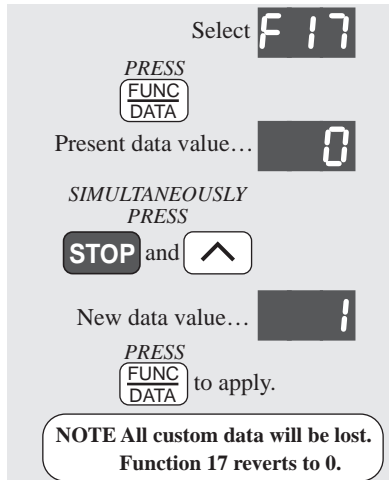 Select F 17
PRESS
FUNC
DATA
Present data value… 0
SIMULTANEOUSLY
PRESS
STOP and
New data value… 1
PRESS
FUNC
DATA to apply.
NOTE All custom data will be lost.
Function 17 reverts to 0.